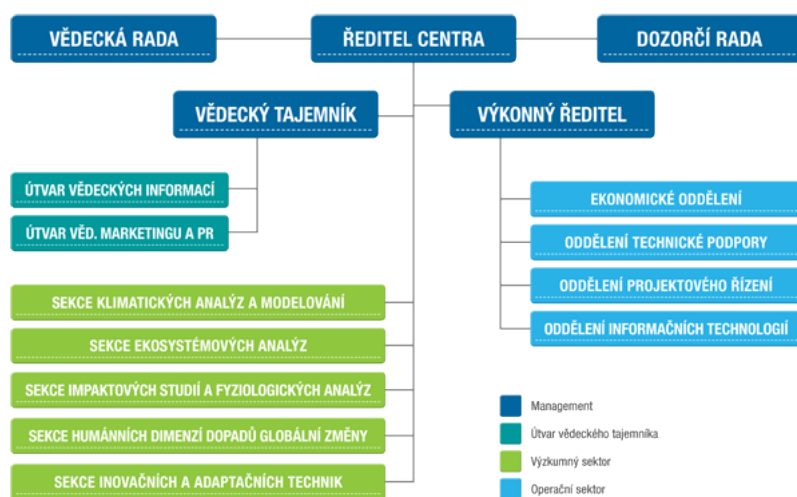 VĚDECKÁ RADA
ŘEDITEL CENTRA
DOZORČÍ RADA
VĚDECKÝ TAJEMNÍK
VÝKONNÝ ŘEDITEL
ÚTVAR VĚDECKÝCH INFORMACÍ
ÚTVAR VĚD. MARKETINGU A PR
EKONOMICKÉ ODDĚLENÍ
ODDĚLENÍ TECHNICKÉ PODPORY
ODDĚLENÍ PROJEKTOVÉHO ŘÍZENÍ
ODDĚLENÍ INFORMAČNÍCH TECHNOLOGIÍ
SEKCE KLIMATICKÝCH ANALÝZ A MODELOVÁNÍ
SEKCE EKOSYSTÉMOVÝCH ANALÝZ
SEKCE IMPAKTOVÝCH STUDIÍ A FYZIOLOGICKÝCH ANALÝZ
SEKCE HUMÁNNÍCH DIMENZÍ DOPADŮ GLOBÁLNÍ ZMĚNY
SEKCE INOVAČNÍCH A ADAPTAČNÍCH TECHNIK
Management
Útvar vědeckého tajemníka
Výzkumný sektor
Operační sektor